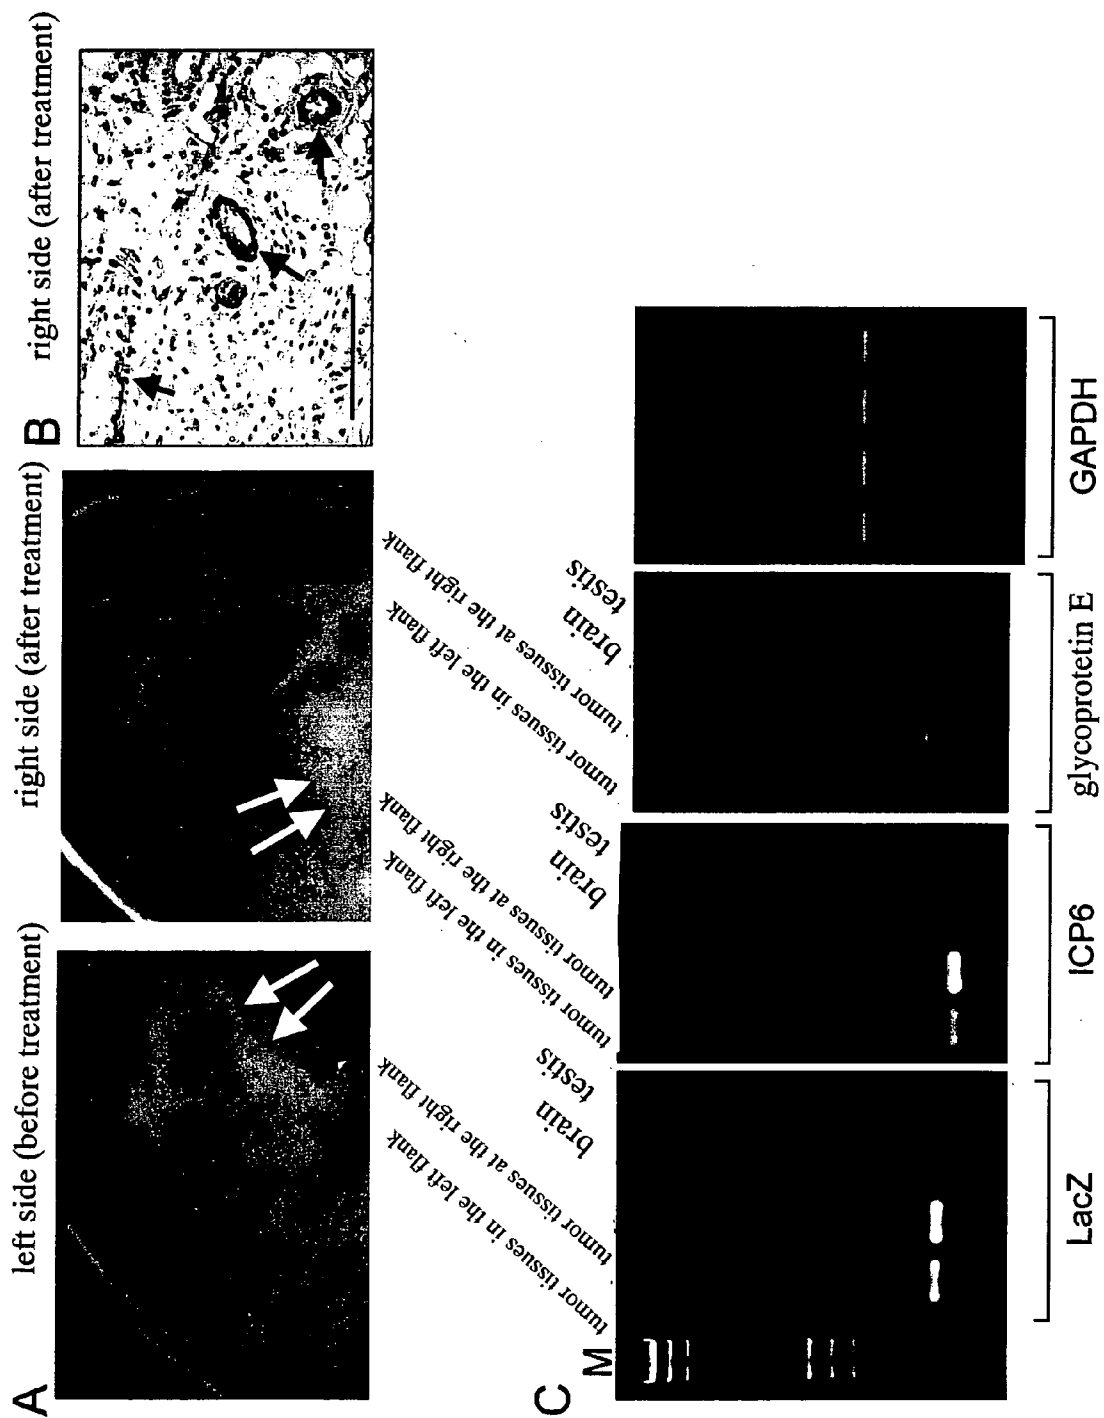 A
left side (before treatment)
right side (after treatment)
B
right side (after treatment)
C
M
tumor tissues in the left flank
tumor tissues at the right flank
brain
testis
tumor tissues in the left flank
tumor tissues at the right flank
brain
testis
tumor tissues in the left flank
tumor tissues at the right flank
brain
testis
LacZ
ICP6
glycoprotetin E
GAPDH